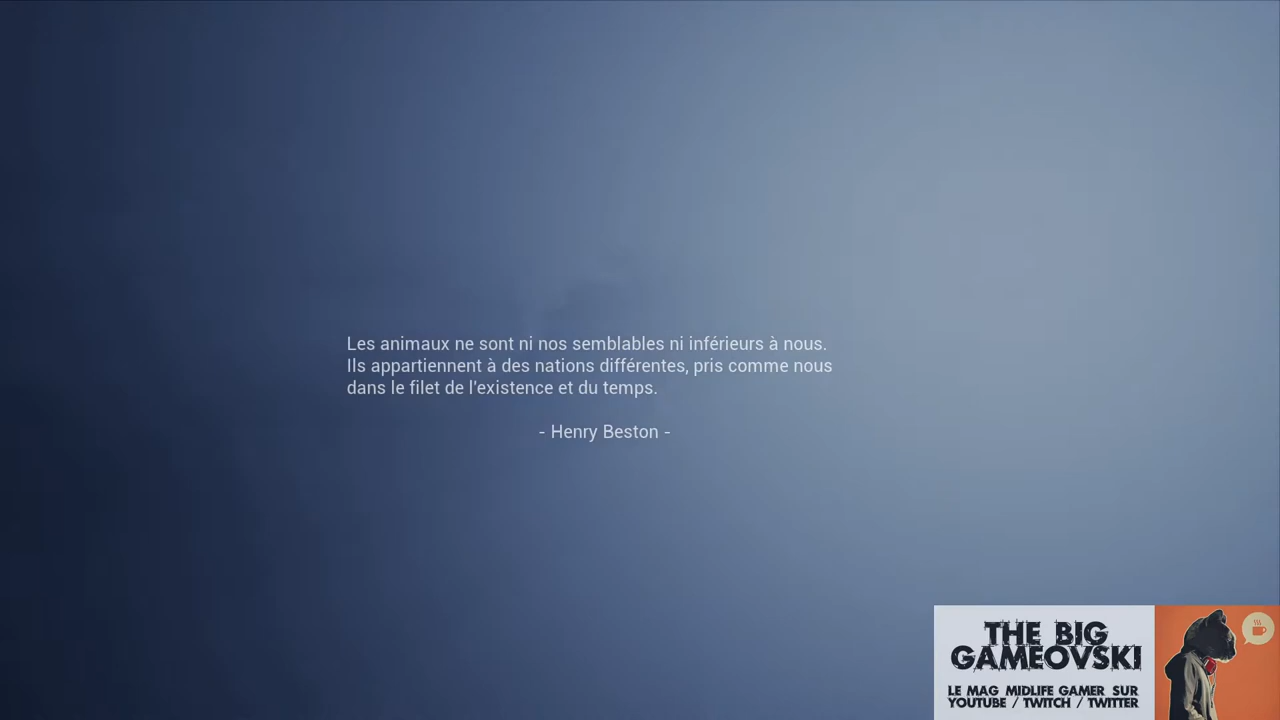 Les animaux ne sont ni nos semblables ni inférieurs à nous.
Ils appartiennent à des nations différentes, pris comme nous
dans le filet de l'existence et du temps.
- Henry Beston -
THE BIG
GAMEOVSKI
LE MAG MIDLIFE GAMER SUR
YOUTUBE / TWITCH / TWITTER